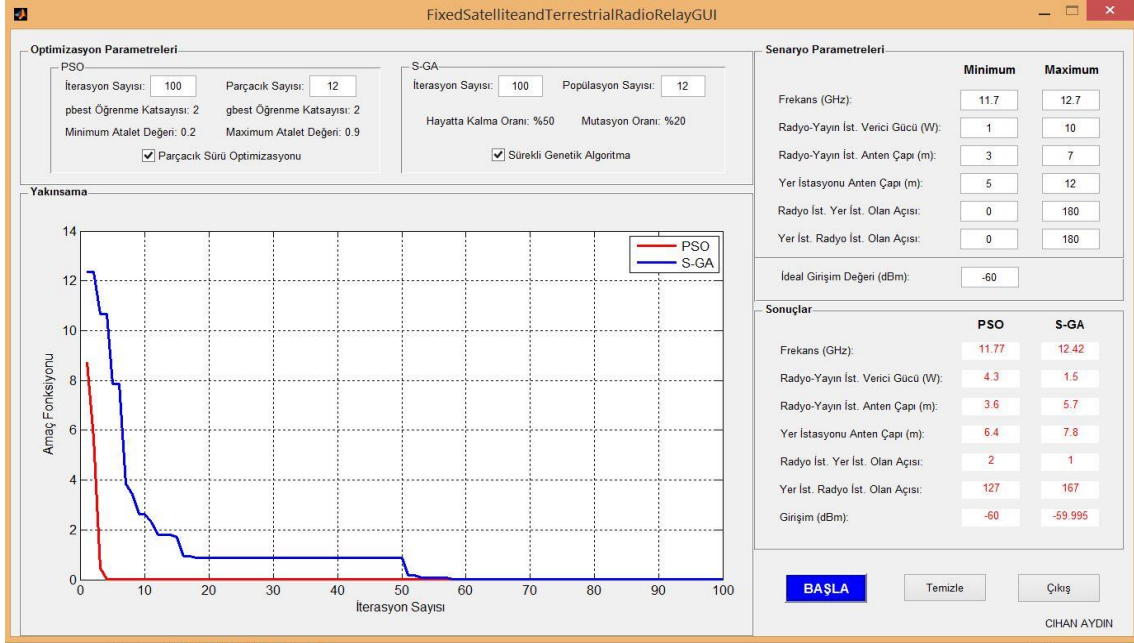 FixedSatelliteandTerrestrialRadioRelayGUI
Optimizasyon Parametreleri
PSO
İterasyon Sayısı: 100 Parçacık Sayısı: 12
pbest Öğrenme Katsayısı: 2 gbest Öğrenme Katsayısı: 2
Minimum Atalet Değeri: 0.2 Maximum Atalet Değeri: 0.9
Parçacık Sürü Optimizasyonu
S-GA
İterasyon Sayısı: 100 Popülasyon Sayısı: 12
Hayatta Kalma Oranı: %50 Mutasyon Oranı: %20
Sürekli Genetik Algoritma
Yakınsama
14
12
10
8
6
4
2
0
Amaç Fonksiyonu
PSO
S-GA
0 10 20 30 40 50 60 70 80 90 100
İterasyon Sayısı
Senaryo Parametreleri
Minimum Maximum
Frekans (GHz): 11.7 12.7
Radyo-Yayın İst. Verici Gücü (W): 1 10
Radyo-Yayın İst. Anten Çapı (m): 3 7
Yer İstasyonu Anten Çapı (m): 5 12
Radyo İst. Yer İst. Olan Açısı: 0 180
Yer İst. Radyo İst. Olan Açısı: 0 180
İdeal Girişim Değeri (dBm): -60
Sonuçlar
PSO S-GA
Frekans (GHz): 11.77 12.42
Radyo-Yayın İst. Verici Gücü (W): 4.3 1.5
Radyo-Yayın İst. Anten Çapı (m): 3.6 5.7
Yer İstasyonu Anten Çapı (m): 6.4 7.8
Radyo İst. Yer İst. Olan Açısı: 2 1
Yer İst. Radyo İst. Olan Açısı: 127 167
Girişim (dBm): -60 -59.995
BAŞLA Temizle Çıkış
CIHAN AYDIN